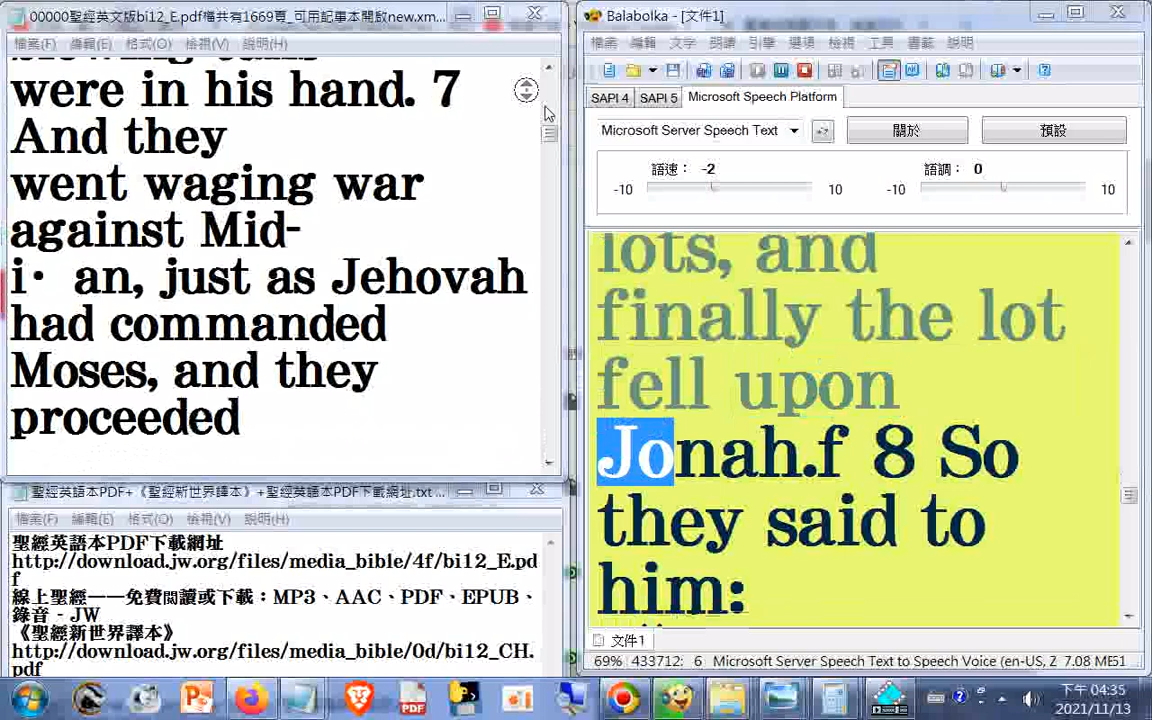 00000聖經英文版bi12_E.pdf檔共有1669頁_可用記事本開啟new.xm...
檔案(F) 編輯(E) 格式(O) 檢視(V) 說明(H)
were in his hand. 7
And they
went waging war
against Mid-
i· an, just as Jehovah
had commanded
Moses, and they
proceeded
聖經英語本PDF+《聖經新世界譯本》+聖經英語本PDF下載網址.txt ...
檔案(F) 編輯(E) 格式(O) 檢視(V) 說明(H)
聖經英語本PDF下載網址
http://download.jw.org/files/media_bible/4f/bi12_E.pd
f
線上聖經——免費閱讀或下載：MP3、AAC、PDF、EPUB、
錄音 - JW
《聖經新世界譯本》
http://download.jw.org/files/media_bible/0d/bi12_CH.
pdf
Balabolka - [文件1]
檔案 編輯 文字 朗讀 引擎 選項 檢視 工具 書籤 說明
SAPI 4 SAPI 5 Microsoft Speech Platform
Microsoft Server Speech Text 關於 預設
語速： -2 語調： 0
-10 10 -10 10
lots, and
finally the lot
fell upon
Jonah.f 8 So
they said to
him:
文件1
69% 433712: 6 Microsoft Server Speech Text to Speech Voice (en-US, Z 7.08 ME51
PDF
下午 04:35
2021/11/13